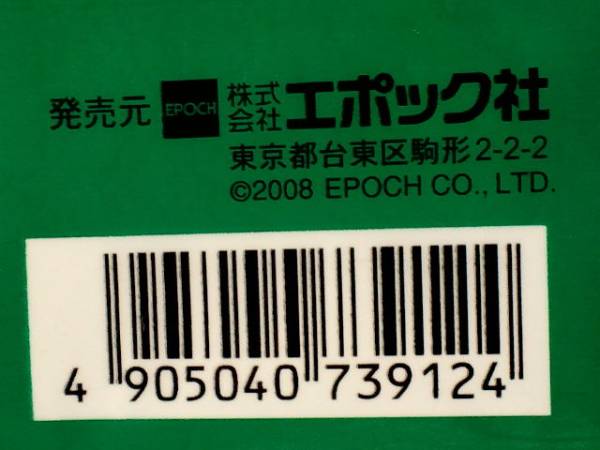 発売元 EPOCH 株式会社エポック社
東京都台東区駒形2-2-2
©2008 EPOCH CO., LTD.
4 905040 739124